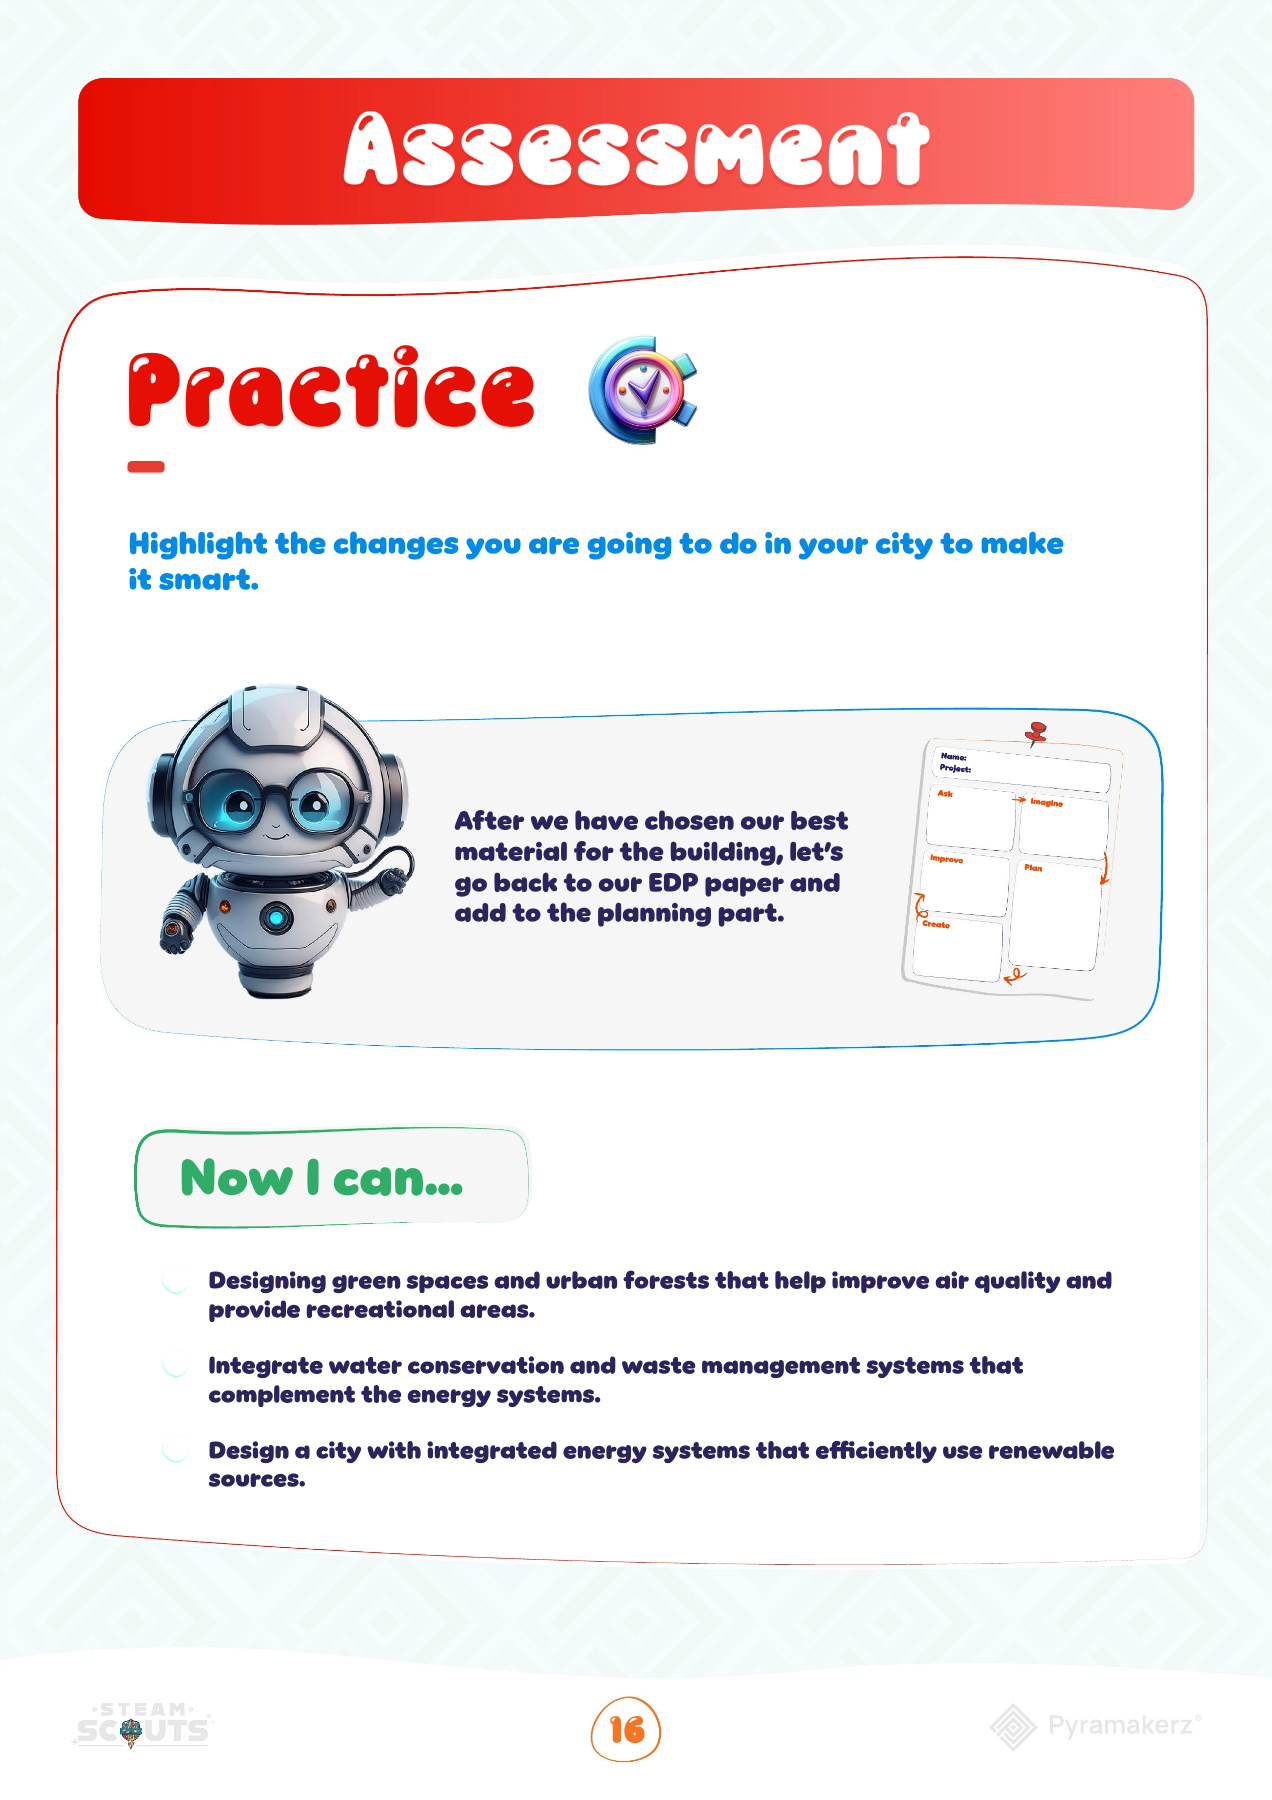 Assessment
Practice
Highlight the changes you are going to do in your city to make
it smart.
After we have chosen our best
material for the building, let's
go back to our EDP paper and
add to the planning part.
Name:
Project:
Ask
Imagine
Improve
Plan
Create
Now I can...
Designing green spaces and urban forests that help improve air quality and
provide recreational areas.
Integrate water conservation and waste management systems that
complement the energy systems.
Design a city with integrated energy systems that efficiently use renewable
sources.
STEAM
SCOUTS
16
Pyramakerz